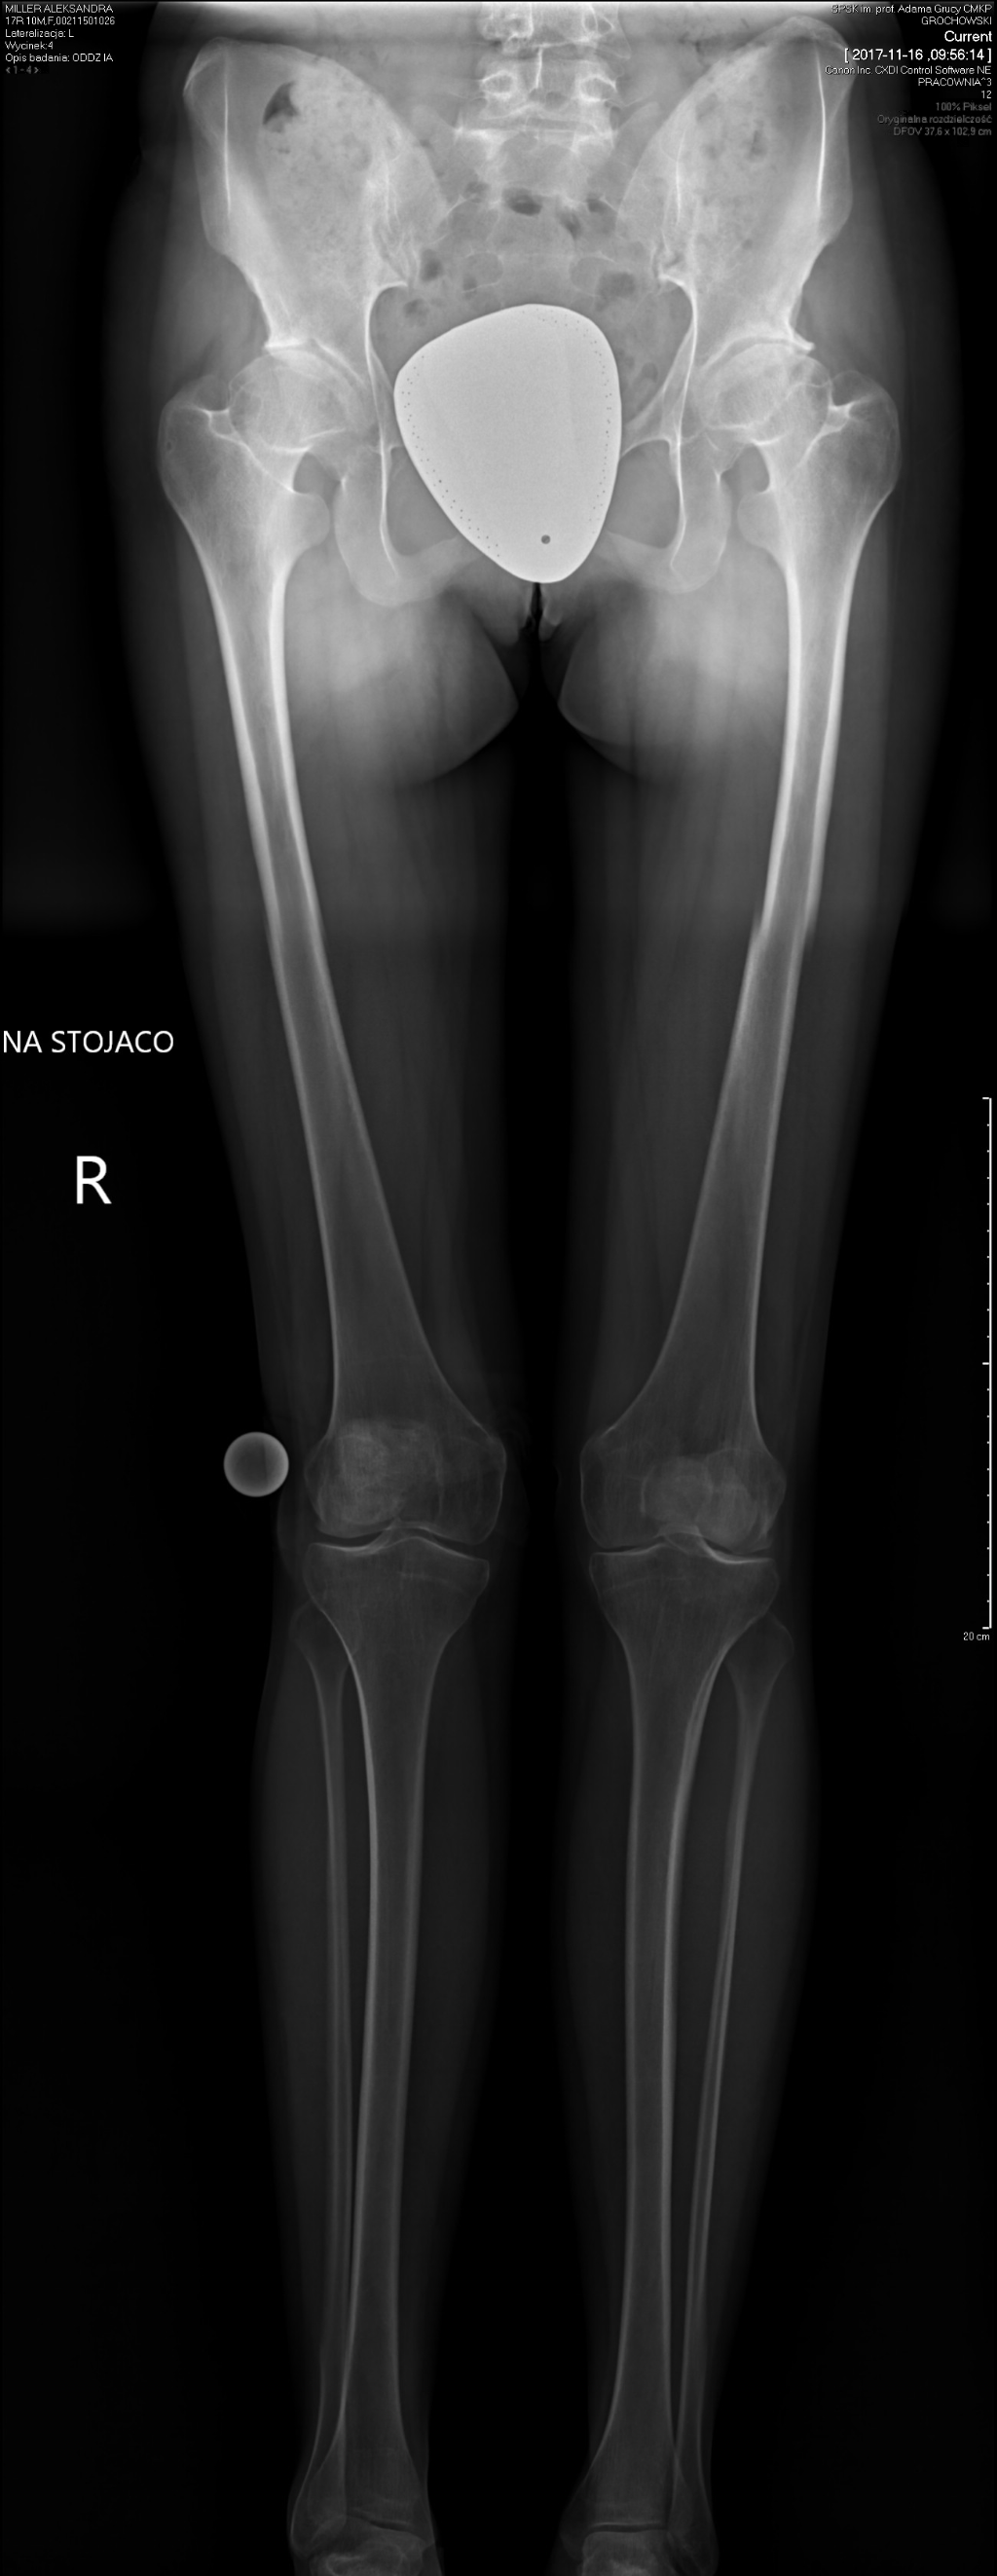 MILLER ALEKSANDRA
17R 10M,F,00211501026
Lateralizacja: L
Wycinek:4
Opis badania: ODDZ IA
< 1 - 4 >
SPSK im. prof. Adama Grucy CMKP
GROCHOWSKI
Current
[ 2017-11-16 ,09:56:14 ]
Canon Inc. CXDI Control Software NE
PRACOWNIA^3
12
100% Piksel
Oryginalna rozdzielczość
DFOV 37.6 x 102,9 cm
NA STOJACO
R
20 cm